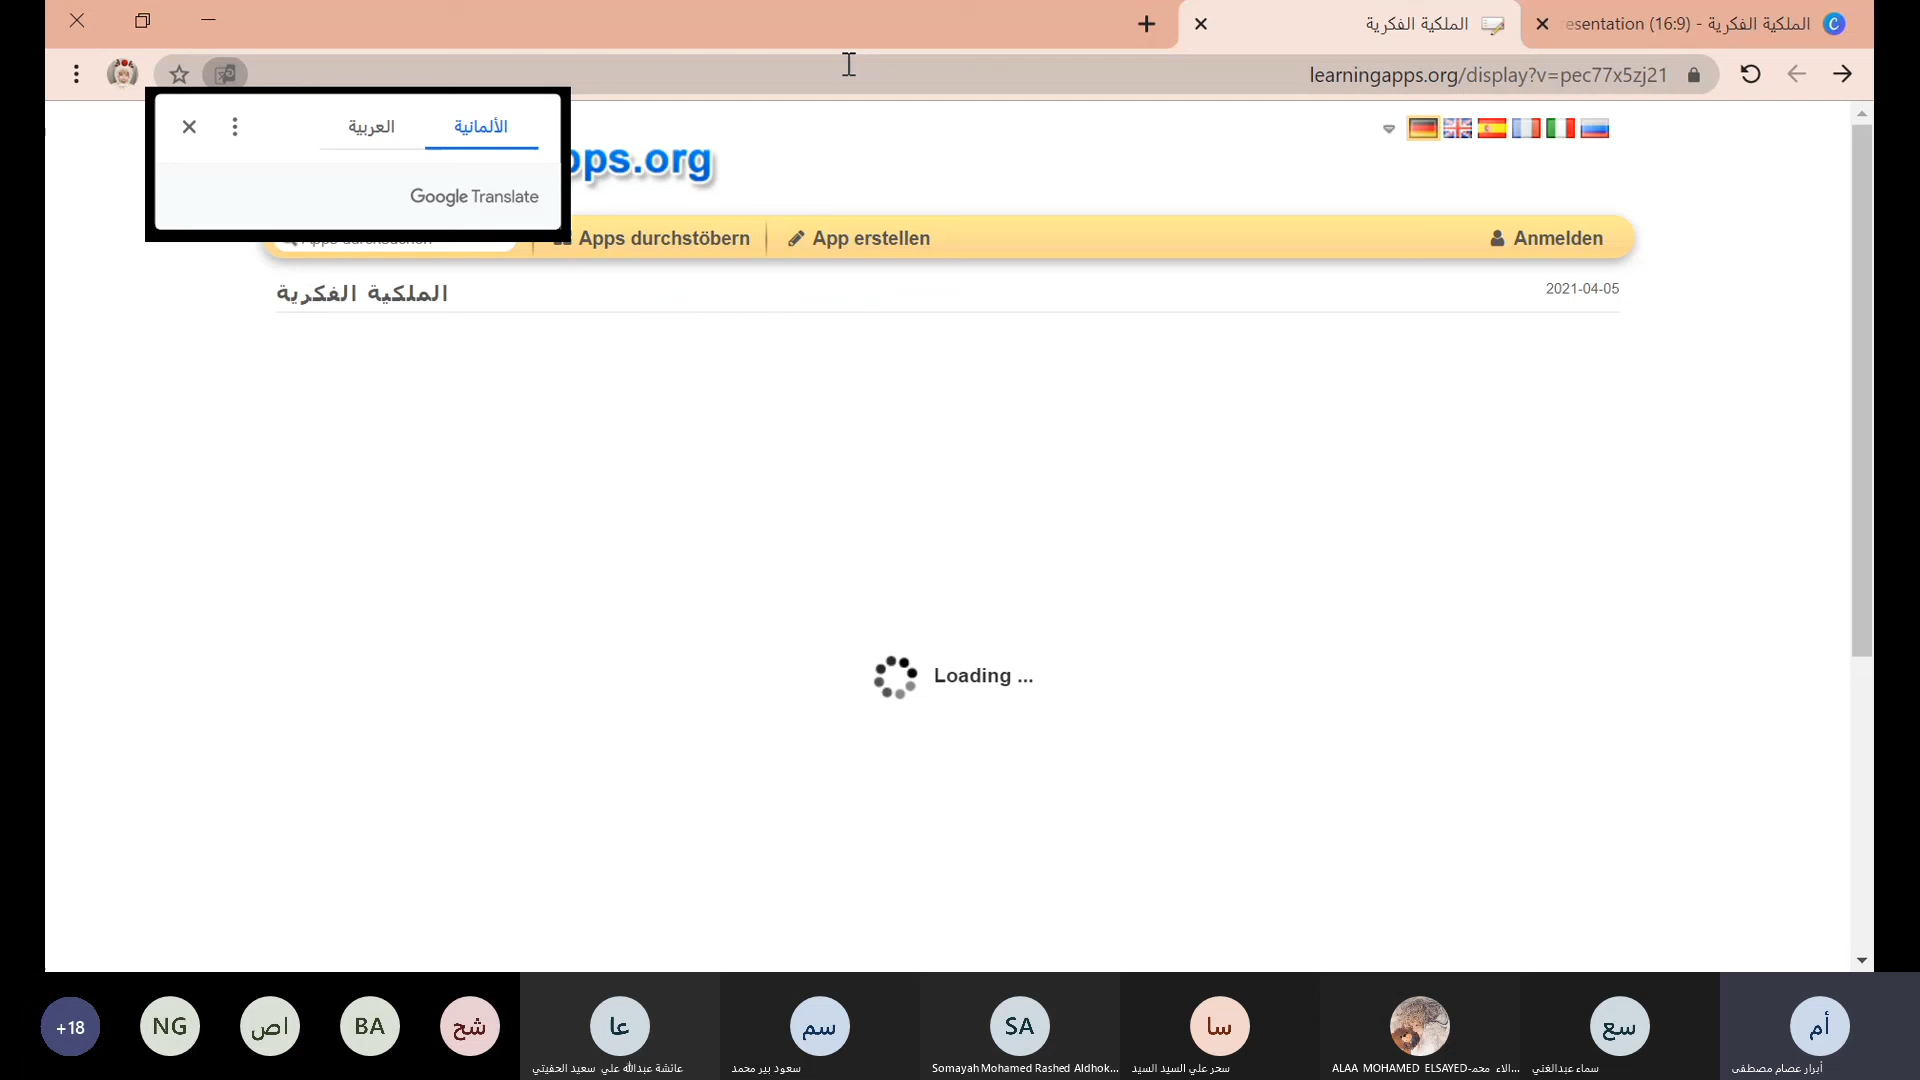 الملكية الفكرية - esentation (16:9)
الملكية الفكرية
learningapps.org/display?v=pec77x5zj21
الألمانية
العربية
Google Translate
pps.org
Apps durchstöbern
App erstellen
Anmelden
الملكية الفكرية
2021-04-05
Loading ...
+18
NG
اص
BA
شح
عا
سم
SA
سا
سع
أم
عائشة عبدالله علي سعيد الحفيتي
سعود بير محمد
Somayah Mohamed Rashed Aldhok...
سحر علي السيد السيد
ALAA MOHAMED ELSAYED-الاء محمد...
سماء عبدالغني
أبرار عصام مصطفى